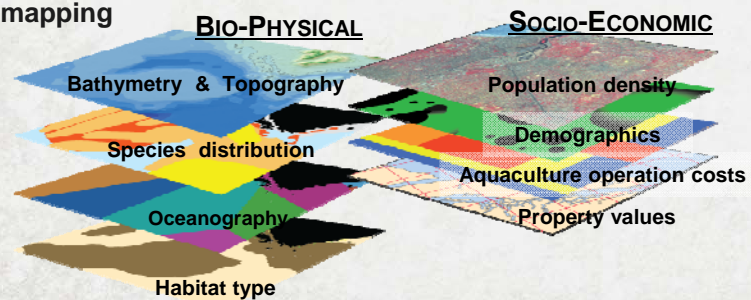 mapping
BIO-PHYSICAL
Bathymetry & Topography
Species distribution
Oceanography
Habitat type
SOCIO-ECONOMIC
Population density
Demographics
Aquaculture operation costs
Property values